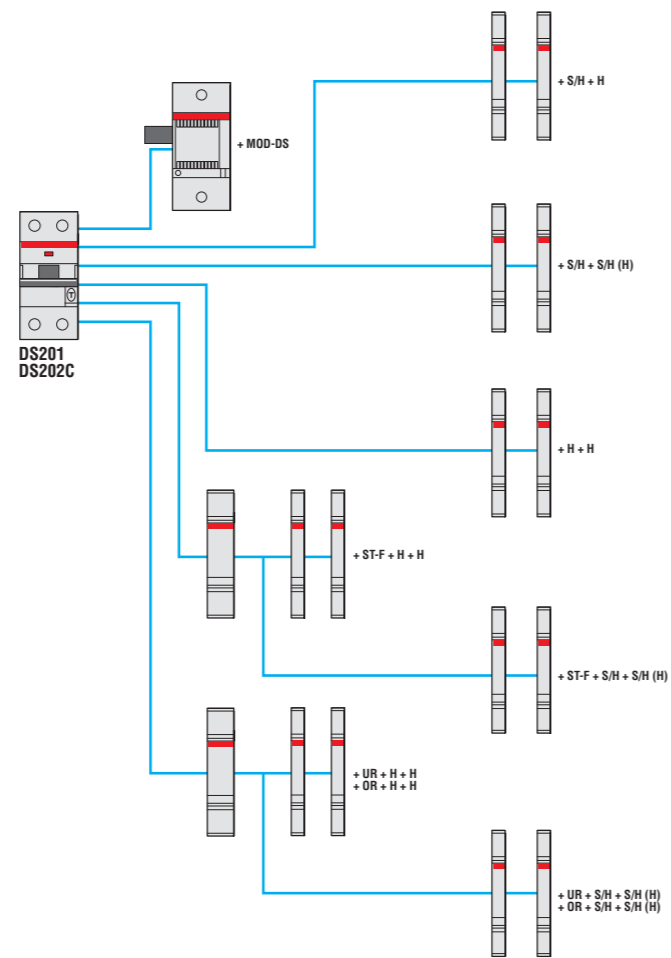 + S/H + H
+ MOD-DS
T
+ S/H + S/H (H)
DS201
DS202C
+ H + H
+ ST-F + H + H
+ ST-F + S/H + S/H (H)
+ UR + H + H
+ OR + H + H
+ UR + S/H + S/H (H)
+ OR + S/H + S/H (H)